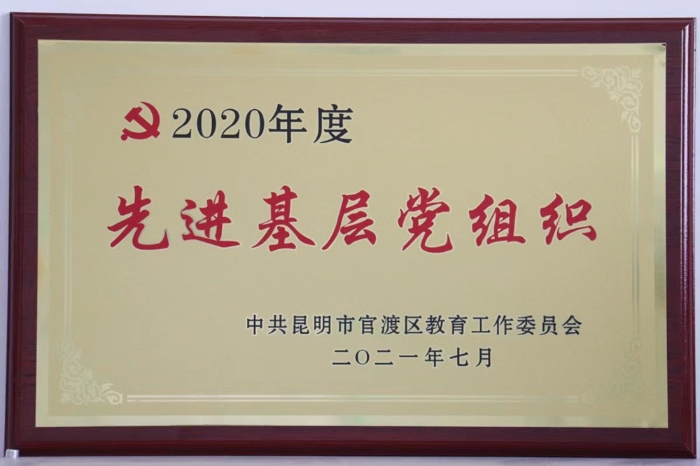 2020年度
先进基层党组织
中共昆明市官渡区教育工作委员会
二〇二一年七月